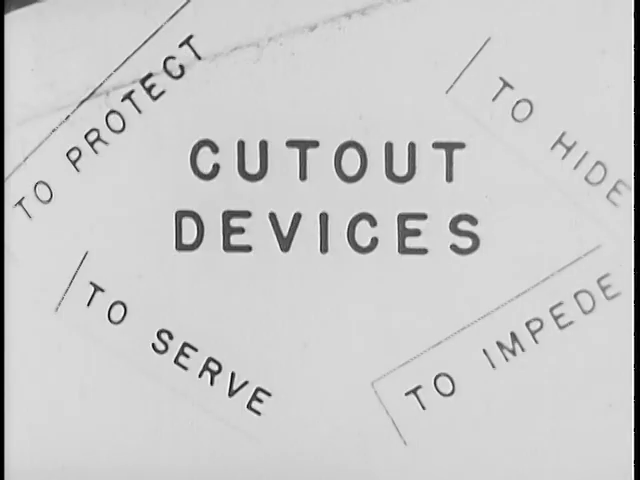 TO PROTECT
TO HIDE
CUTOUT
DEVICES
TO SERVE
TO IMPEDE